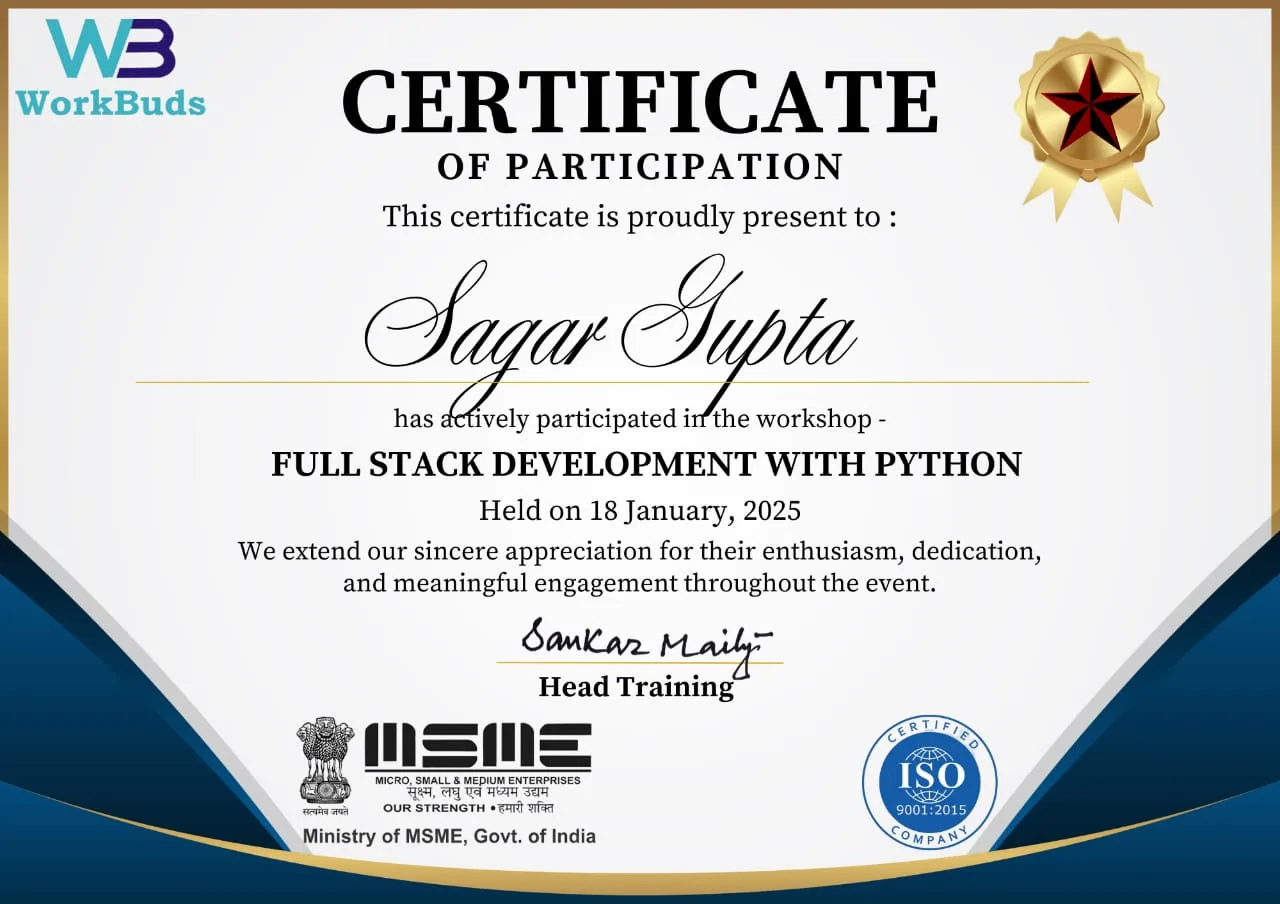 WB
WorkBuds
CERTIFICATE
OF PARTICIPATION
This certificate is proudly present to :
Sagar Gupta
has actively participated in the workshop -
FULL STACK DEVELOPMENT WITH PYTHON
Held on 18 January, 2025
We extend our sincere appreciation for their enthusiasm, dedication,
and meaningful engagement throughout the event.
Sankar Maity
Head Training
MSME
MICRO, SMALL & MEDIUM ENTERPRISES
सूक्ष्म, लघु एवं मध्यम उद्यम
OUR STRENGTH • हमारी शक्ति
सत्यमेव जयते
Ministry of MSME, Govt. of India
CERTIFIED
ISO
9001:2015
COMPANY